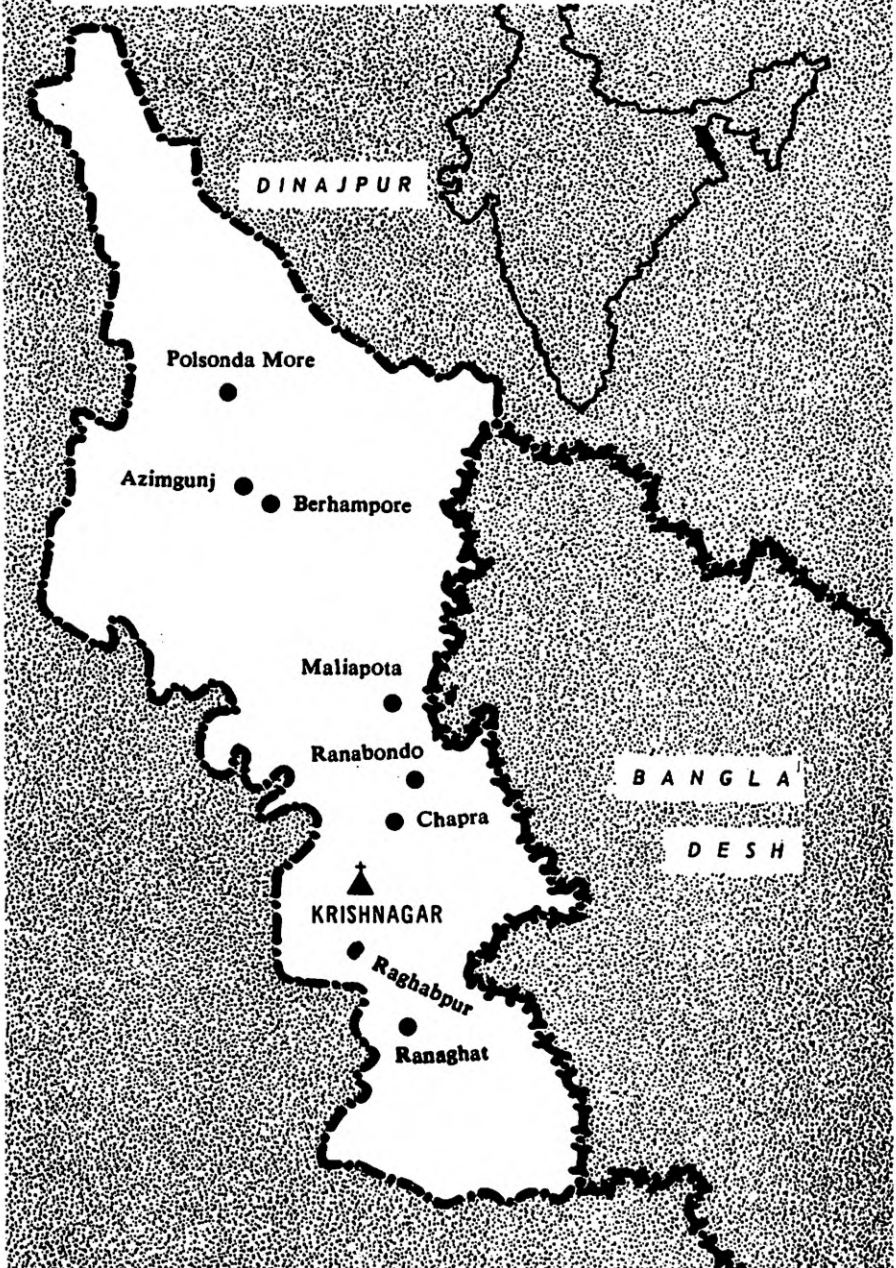 DINAJPUR
Polsonda More
Azimgunj
Berhampore
Maliapota
Ranabondo
BANGLA
Chapra
DESH
KRISHNAGAR
Raghabpur
Ranaghat